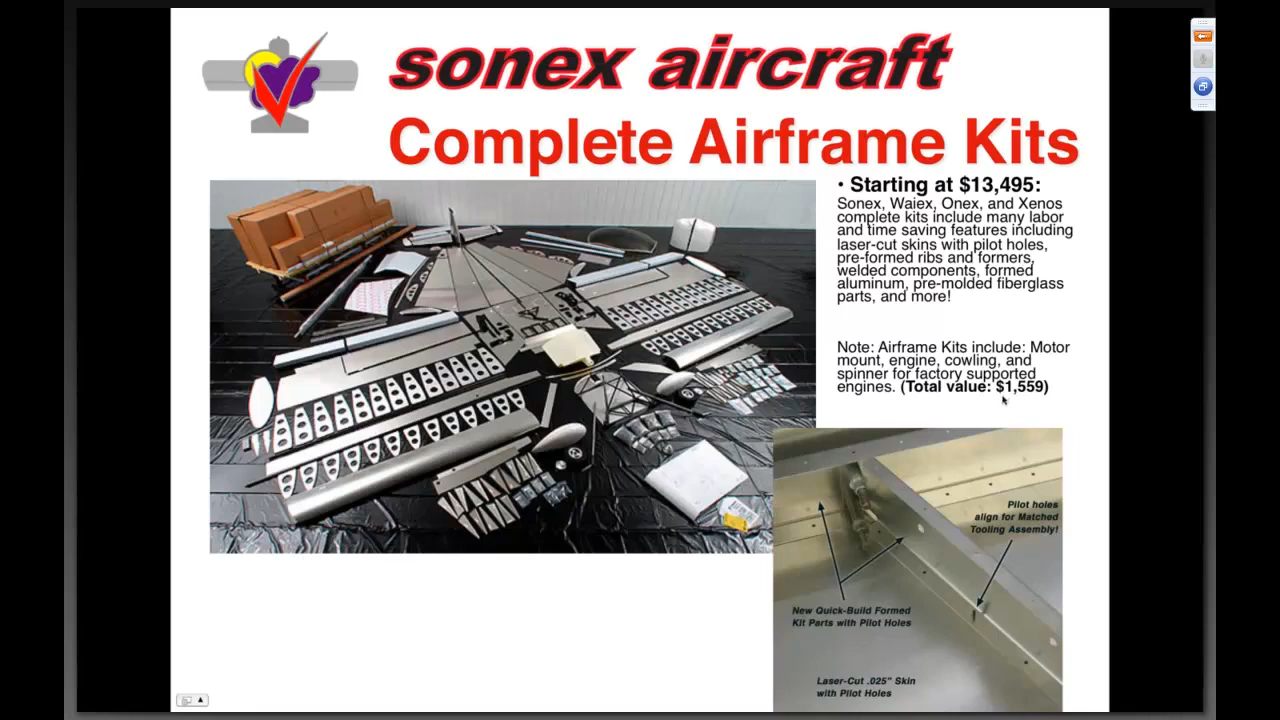 sonex aircraft
Complete Airframe Kits
• Starting at $13,495:
Sonex, Waiex, Onex, and Xenos
complete kits include many labor
and time saving features including
laser-cut skins with pilot holes,
pre-formed ribs and formers,
welded components, formed
aluminum, pre-molded fiberglass
parts, and more!
Note: Airframe Kits include: Motor
mount, engine, cowling, and
spinner for factory supported
engines. (Total value: $1,559)
Pilot holes
align for Matched
Tooling Assembly!
New Quick-Build Formed
Kit Parts with Pilot Holes
Laser-Cut .025" Skin
with Pilot Holes